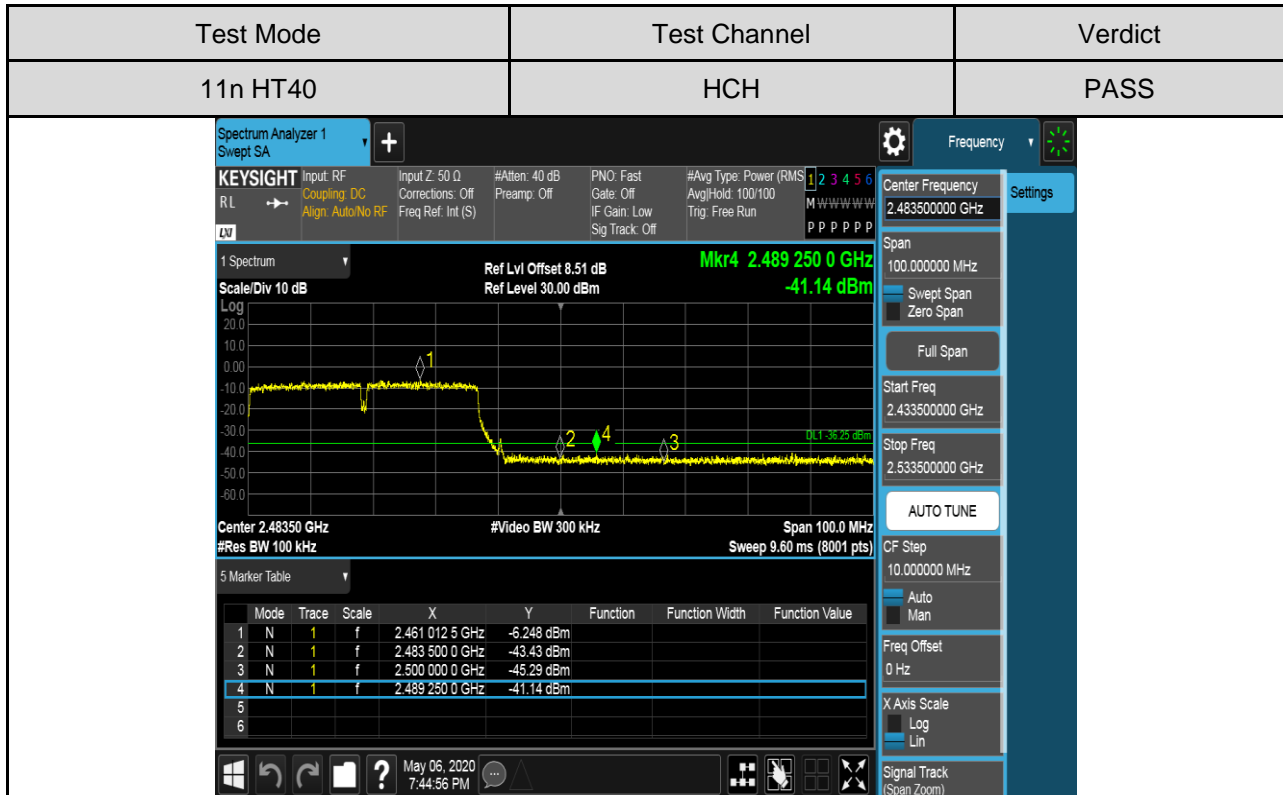 Test Mode Test Channel Verdict
11n HT40 HCH PASS
Spectrum Analyzer 1
Swept SA
+
Frequency
KEYSIGHT
RL
LXI
Input: RF
Coupling: DC
Align: Auto/No RF
Input Z: 50 Ω
Corrections: Off
Freq Ref: Int (S)
#Atten: 40 dB
Preamp: Off
PNO: Fast
Gate: Off
IF Gain: Low
Sig Track: Off
#Avg Type: Power (RMS
Avg|Hold: 100/100
Trig: Free Run
1 2 3 4 5 6
M W W W W W
P P P P P P
1 Spectrum
Scale/Div 10 dB
Ref Lvl Offset 8.51 dB
Ref Level 30.00 dBm
Mkr4 2.489 250 0 GHz
-41.14 dBm
Log
20.0
10.0
0.00
-10.0
-20.0
-30.0
-40.0
-50.0
-60.0
1
2
4
3
DL1 -36.25 dBm
Center 2.48350 GHz #Video BW 300 kHz Span 100.0 MHz
#Res BW 100 kHz Sweep 9.60 ms (8001 pts)
5 Marker Table
Mode Trace Scale X Y Function Function Width Function Value
1 N 1 f 2.461 012 5 GHz -6.248 dBm
2 N 1 f 2.483 500 0 GHz -43.43 dBm
3 N 1 f 2.500 000 0 GHz -45.29 dBm
4 N 1 f 2.489 250 0 GHz -41.14 dBm
5
6
?
May 06, 2020
7:44:56 PM
Center Frequency
2.483500000 GHz
Settings
Span
100.000000 MHz
Swept Span
Zero Span
Full Span
Start Freq
2.433500000 GHz
Stop Freq
2.533500000 GHz
AUTO TUNE
CF Step
10.000000 MHz
Auto
Man
Freq Offset
0 Hz
X Axis Scale
Log
Lin
Signal Track
(Span Zoom)